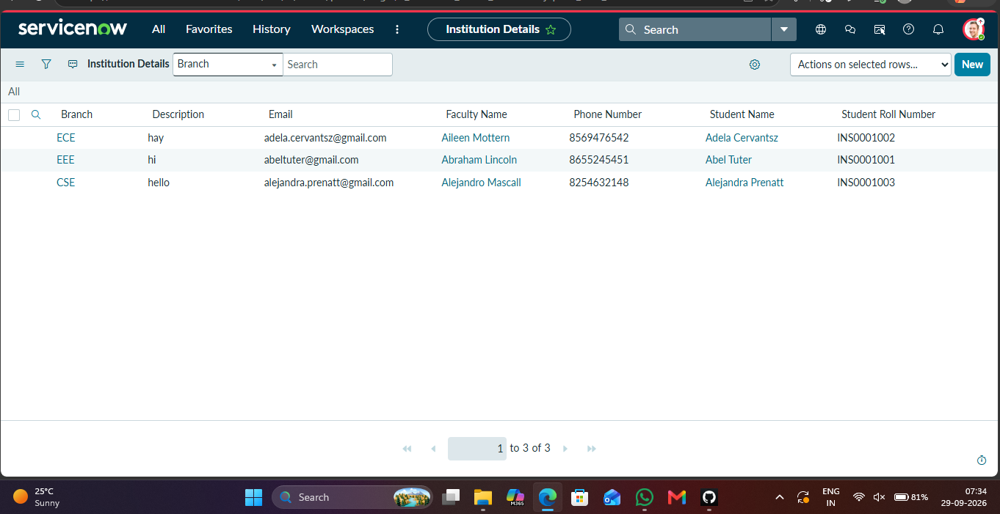 servicenow All Favorites History Workspaces Institution Details Search
Institution Details Branch Search Actions on selected rows... New
All
Branch Description Email Faculty Name Phone Number Student Name Student Roll Number
ECE hay adela.cervantsz@gmail.com Aileen Mottern 8569476542 Adela Cervantsz INS0001002
EEE hi abeltuter@gmail.com Abraham Lincoln 8655245451 Abel Tuter INS0001001
CSE hello alejandra.prenatt@gmail.com Alejandro Mascall 8254632148 Alejandra Prenatt INS0001003
1 to 3 of 3
25°C
Sunny
Search
M365
ENG
IN
81%
07:34
29-09-2026